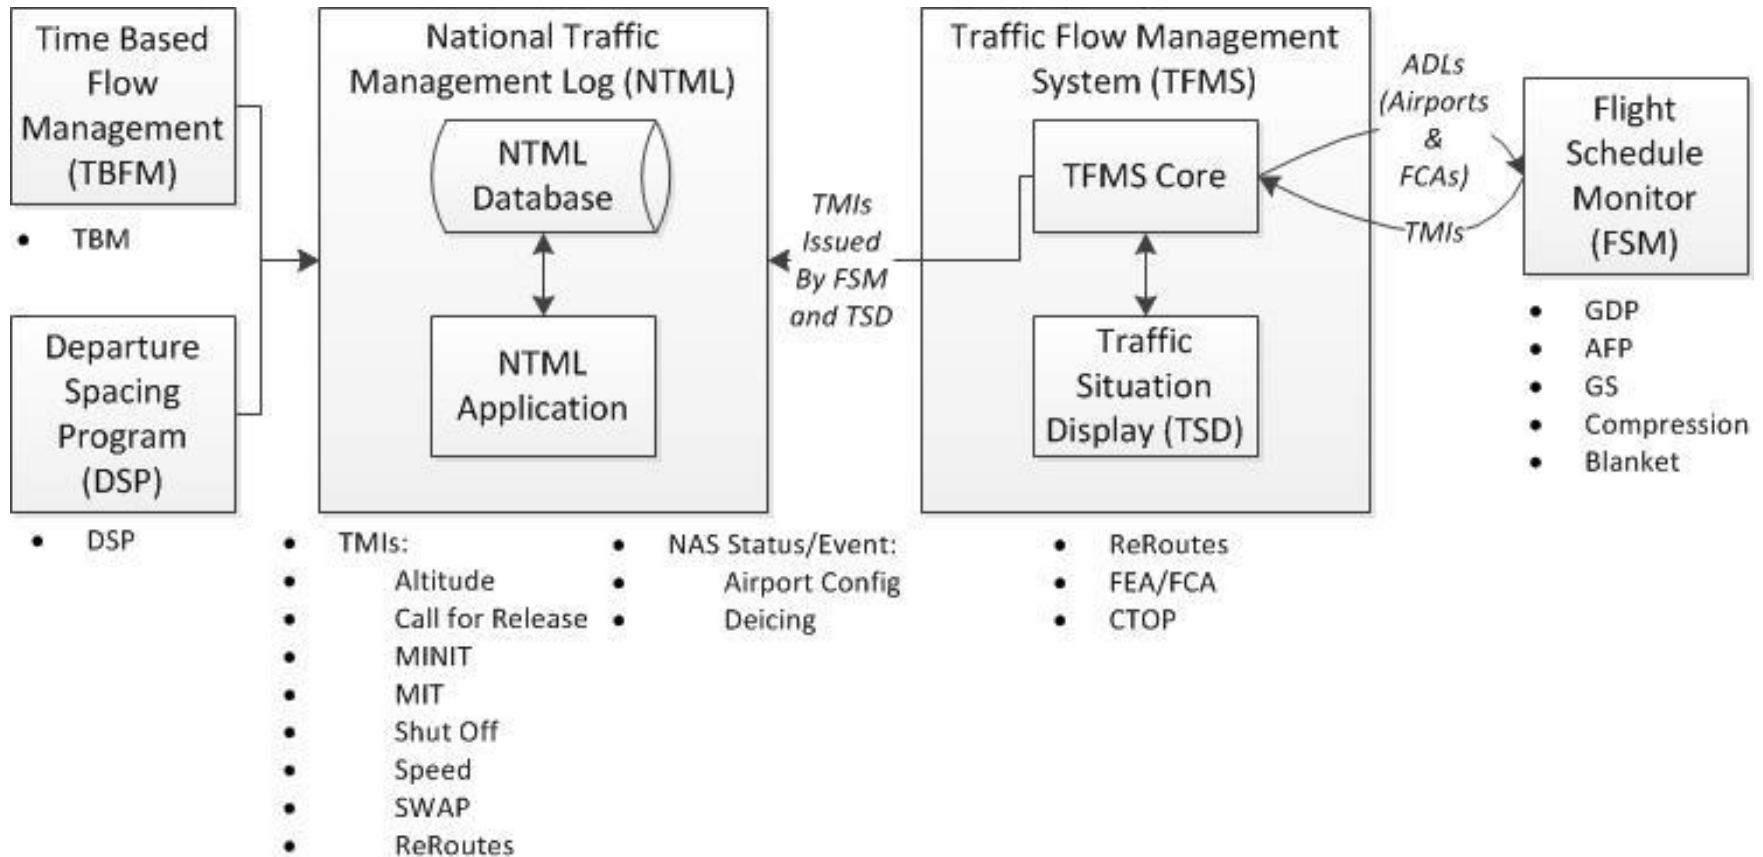 Time Based
Flow
Management
(TBFM)
• TBM
Departure
Spacing
Program
(DSP)
• DSP
National Traffic
Management Log (NTML)
NTML
Database
NTML
Application
• TMIs:
• Altitude
• Call for Release
• MINIT
• MIT
• Shut Off
• Speed
• SWAP
• ReRoutes
• NAS Status/Event:
• Airport Config
• Deicing
TMIs
Issued
By FSM
and TSD
Traffic Flow Management
System (TFMS)
TFMS Core
Traffic
Situation
Display (TSD)
• ReRoutes
• FEA/FCA
• CTOP
ADLs
(Airports
&
FCAs)
TMIs
Flight
Schedule
Monitor
(FSM)
• GDP
• AFP
• GS
• Compression
• Blanket